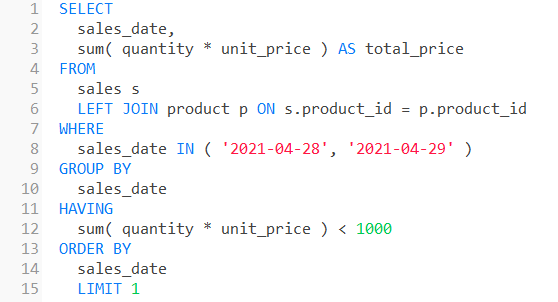 1 SELECT
2   sales_date,
3   sum( quantity * unit_price ) AS total_price
4 FROM
5   sales s
6   LEFT JOIN product p ON s.product_id = p.product_id
7 WHERE
8   sales_date IN ( '2021-04-28', '2021-04-29' )
9 GROUP BY
10   sales_date
11 HAVING
12   sum( quantity * unit_price ) < 1000
13 ORDER BY
14   sales_date
15   LIMIT 1